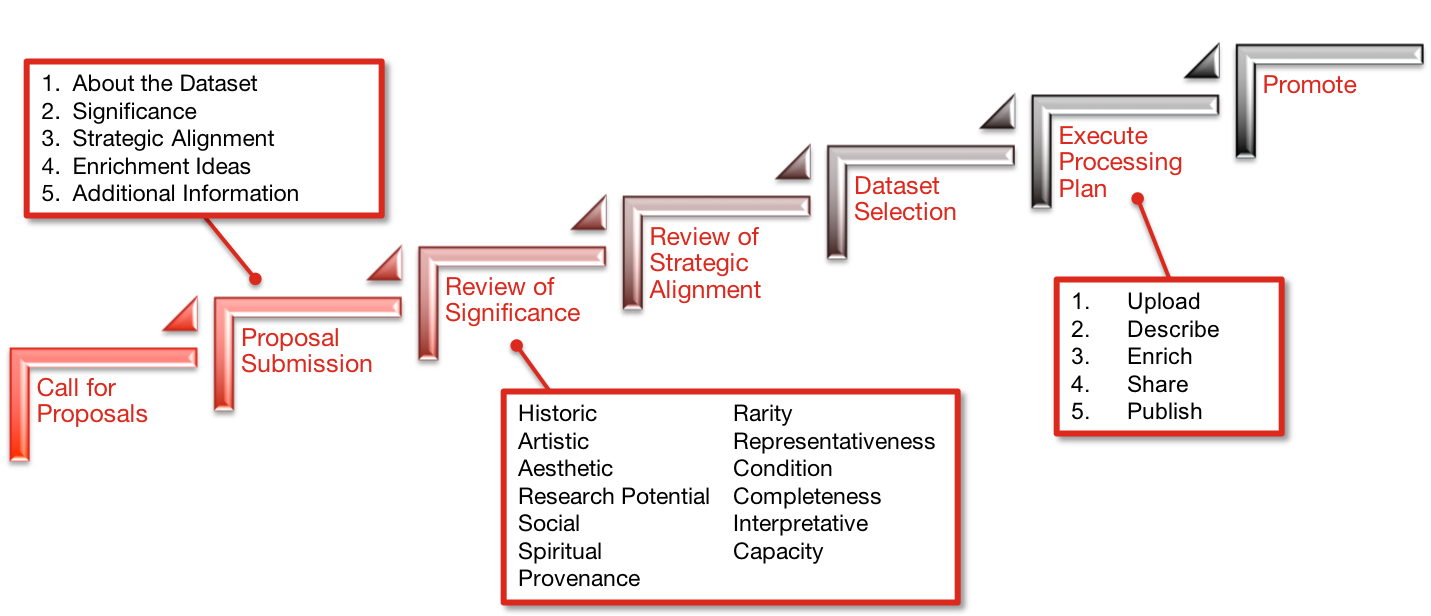 1. About the Dataset
2. Significance
3. Strategic Alignment
4. Enrichment Ideas
5. Additional Information
Call for
Proposals
Proposal
Submission
Review of
Significance
Review of
Strategic
Alignment
Dataset
Selection
Execute
Processing
Plan
Promote
Historic
Artistic
Aesthetic
Research Potential
Social
Spiritual
Provenance
Rarity
Representativeness
Condition
Completeness
Interpretative
Capacity
1. Upload
2. Describe
3. Enrich
4. Share
5. Publish